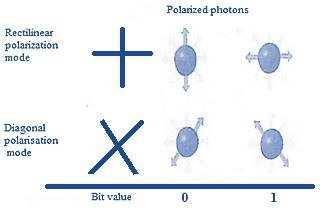 Polarized photons
Rectilinear
polarization
mode
Diagonal
polarisation
mode
Bit value 0 1